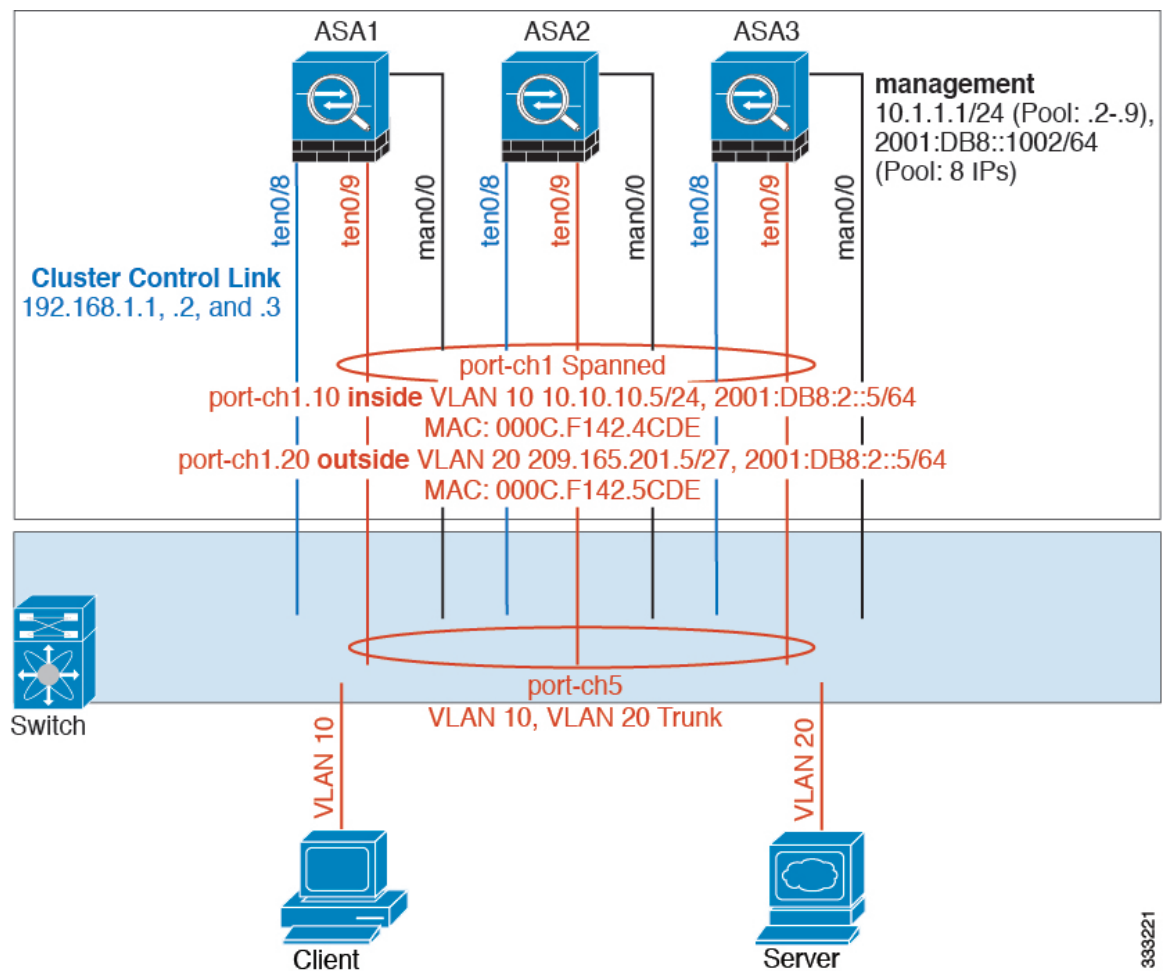 ASA1
ASA2
ASA3
management
10.1.1.1/24 (Pool: .2-.9),
2001:DB8::1002/64
(Pool: 8 IPs)
ten0/8
ten0/9
man0/0
ten0/8
ten0/9
man0/0
ten0/8
ten0/9
man0/0
Cluster Control Link
192.168.1.1, .2, and .3
port-ch1 Spanned
port-ch1.10 inside VLAN 10 10.10.10.5/24, 2001:DB8:2::5/64
MAC: 000C.F142.4CDE
port-ch1.20 outside VLAN 20 209.165.201.5/27, 2001:DB8:2::5/64
MAC: 000C.F142.5CDE
Switch
port-ch5
VLAN 10, VLAN 20 Trunk
VLAN 10
VLAN 20
Client
Server
333221